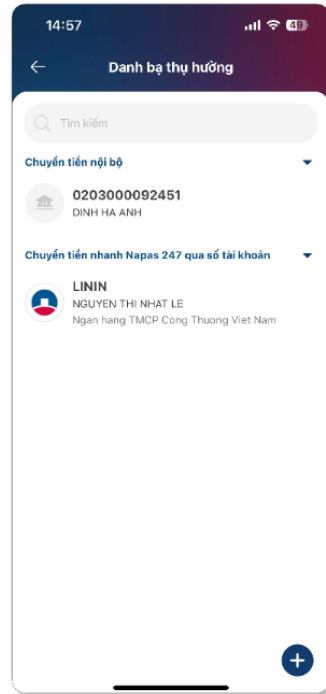 14:57
49
Danh bạ thụ hưởng
Tìm kiếm
Chuyển tiền nội bộ
0203000092451
DINH HA ANH
Chuyển tiền nhanh Napas 247 qua số tài khoản
LININ
NGUYEN THI NHAT LE
Ngan hang TMCP Cong Thuong Viet Nam